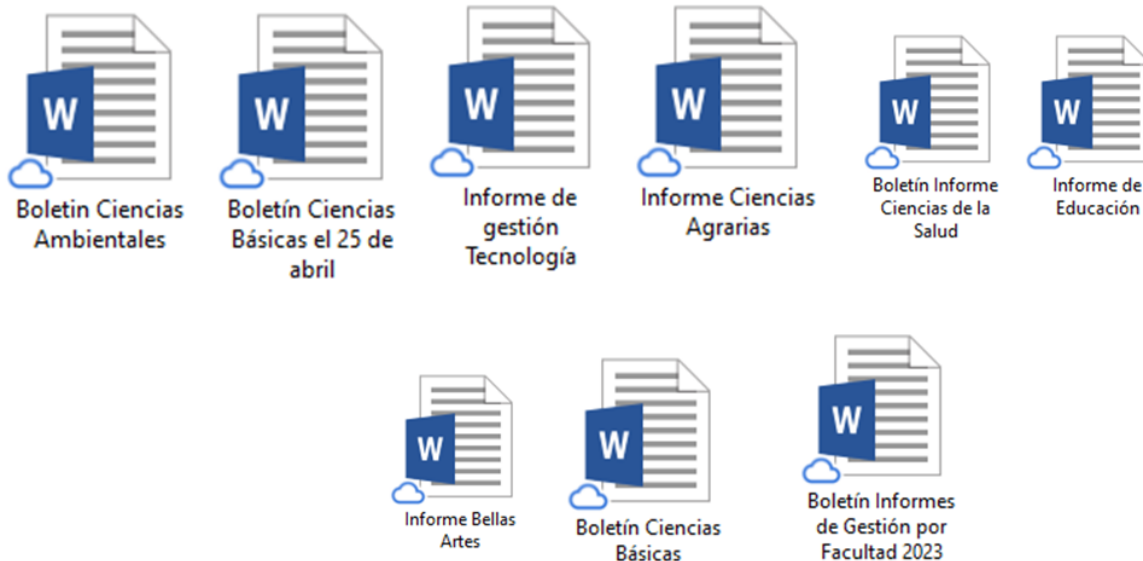 W
Boletin Ciencias
Ambientales
W
Boletín Ciencias
Básicas el 25 de
abril
W
Informe de
gestión
Tecnología
W
Informe Ciencias
Agrarias
W
Boletín Informe
Ciencias de la
Salud
W
Informe de
Educación
W
Informe Bellas
Artes
W
Boletín Ciencias
Básicas
W
Boletín Informes
de Gestión por
Facultad 2023